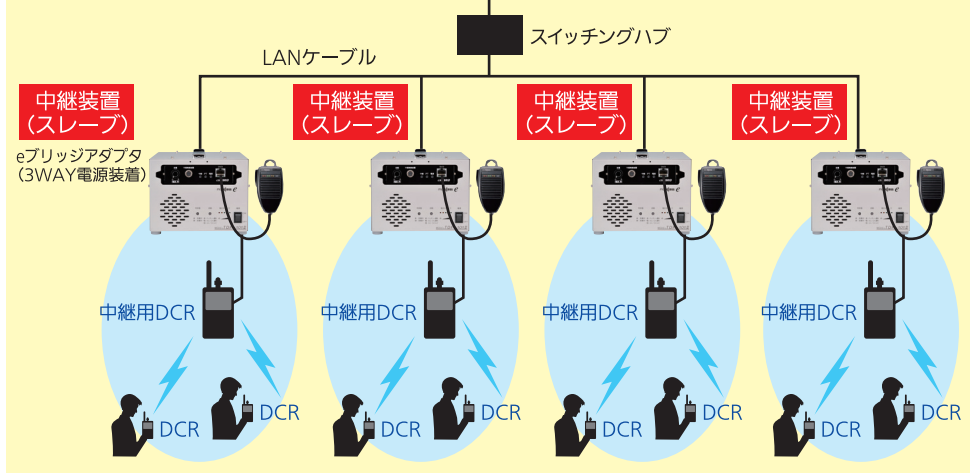 スイッチングハブ
LANケーブル
中継装置
（スレーブ）
中継装置
（スレーブ）
中継装置
（スレーブ）
中継装置
（スレーブ）
eブリッジアダプタ
（3WAY電源装着）
中継用DCR
中継用DCR
中継用DCR
中継用DCR
DCR
DCR
DCR
DCR
DCR
DCR
DCR
DCR